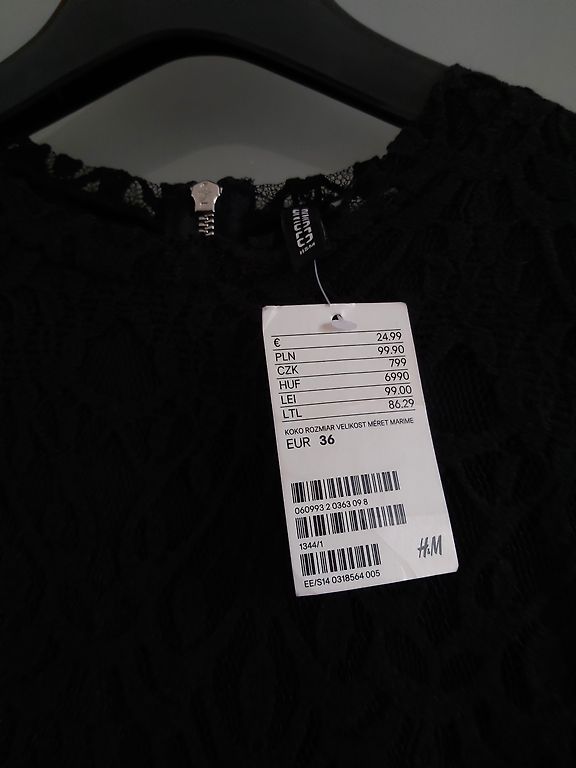 DIVIDED
H&M
€ 24.99
PLN 99.90
CZK 799
HUF 6990
LEI 99.00
LTL 86.29
KOKO ROZMIAR VELIKOST MÉRET MARIME
EUR 36
060993 2 0363 09 8
1344/1
H&M
EE/S14 0318564 005